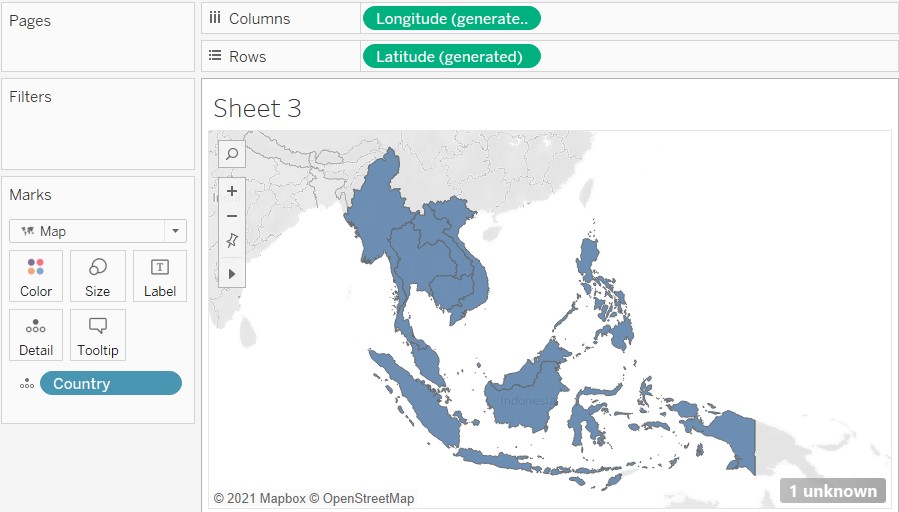 Pages
Columns
Longitude (generate..
Rows
Latitude (generated)
Filters
Sheet 3
Marks
Map
Color
Size
Label
Detail
Tooltip
Country
Indonesia
© 2021 Mapbox © OpenStreetMap
1 unknown